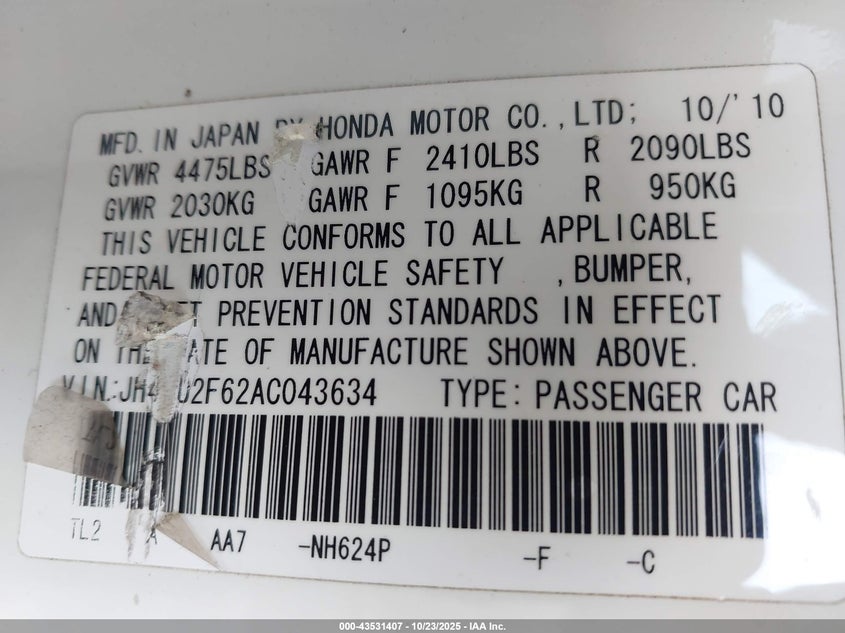 MFD. IN JAPAN BY HONDA MOTOR CO.,LTD; 10/'10
GVWR 4475LBS GAWR F 2410LBS R 2090LBS
GVWR 2030KG GAWR F 1095KG R 950KG
THIS VEHICLE CONFORMS TO ALL APPLICABLE
FEDERAL MOTOR VEHICLE SAFETY , BUMPER,
AND PREVENTION STANDARDS IN EFFECT
ON THE DATE OF MANUFACTURE SHOWN ABOVE.
V.I.N.: TYPE: PASSENGER CAR
TL2 A AA7 -NH624P -F -C
000-43531407 | 10/23/2025 | IAA Inc.